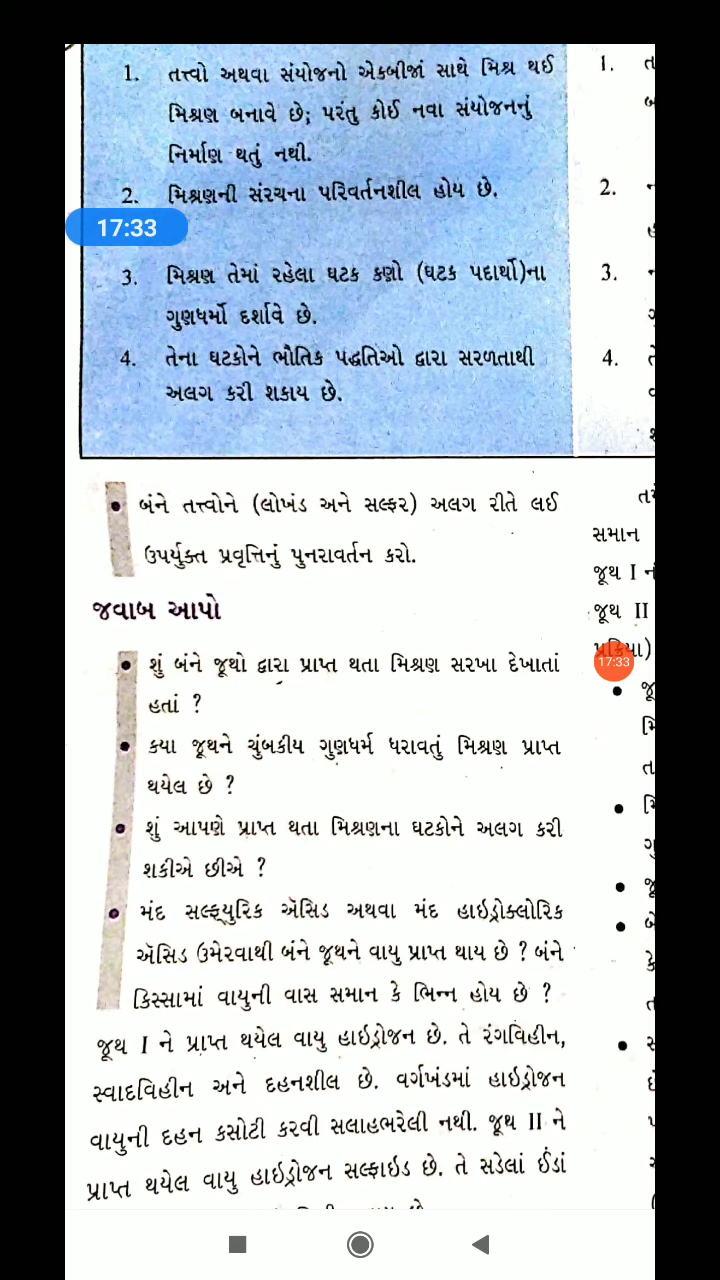 1. તત્ત્વો અથવા સંયોજનો એકબીજાં સાથે મિશ્ર થઈ
મિશ્રણ બનાવે છે; પરંતુ કોઈ નવા સંયોજનનું
નિર્માણ થતું નથી.
2. મિશ્રણની સંરચના પરિવર્તનશીલ હોય છે.
17:33
3. મિશ્રણ તેમાં રહેલા ઘટક કણો (ઘટક પદાર્થો)ના
ગુણધર્મો દર્શાવે છે.
4. તેના ઘટકોને ભૌતિક પદ્ધતિઓ દ્વારા સરળતાથી
અલગ કરી શકાય છે.
• બંને તત્ત્વોને (લોખંડ અને સલ્ફર) અલગ રીતે લઈ
ઉપર્યુક્ત પ્રવૃત્તિનું પુનરાવર્તન કરો.
જવાબ આપો
• શું બંને જૂથો દ્વારા પ્રાપ્ત થતા મિશ્રણ સરખા દેખાતાં
હતાં ?
• કયા જૂથને ચુંબકીય ગુણધર્મ ધરાવતું મિશ્રણ પ્રાપ્ત
થયેલ છે ?
• શું આપણે પ્રાપ્ત થતા મિશ્રણના ઘટકોને અલગ કરી
શકીએ છીએ ?
• મંદ સલ્ફ્યુરિક ઍસિડ અથવા મંદ હાઇડ્રોક્લોરિક
ઍસિડ ઉમેરવાથી બંને જૂથને વાયુ પ્રાપ્ત થાય છે ? બંને
કિસ્સામાં વાયુની વાસ સમાન કે ભિન્ન હોય છે ?
જૂથ I ને પ્રાપ્ત થયેલ વાયુ હાઇડ્રોજન છે. તે રંગવિહીન,
સ્વાદવિહીન અને દહનશીલ છે. વર્ગખંડમાં હાઇડ્રોજન
વાયુની દહન કસોટી કરવી સલાહભરેલી નથી. જૂથ II ને
પ્રાપ્ત થયેલ વાયુ હાઇડ્રોજન સલ્ફાઇડ છે. તે સડેલાં ઈંડાં
1.
2.
3.
4.
સમાન
જૂથ I
જૂથ II
17:33